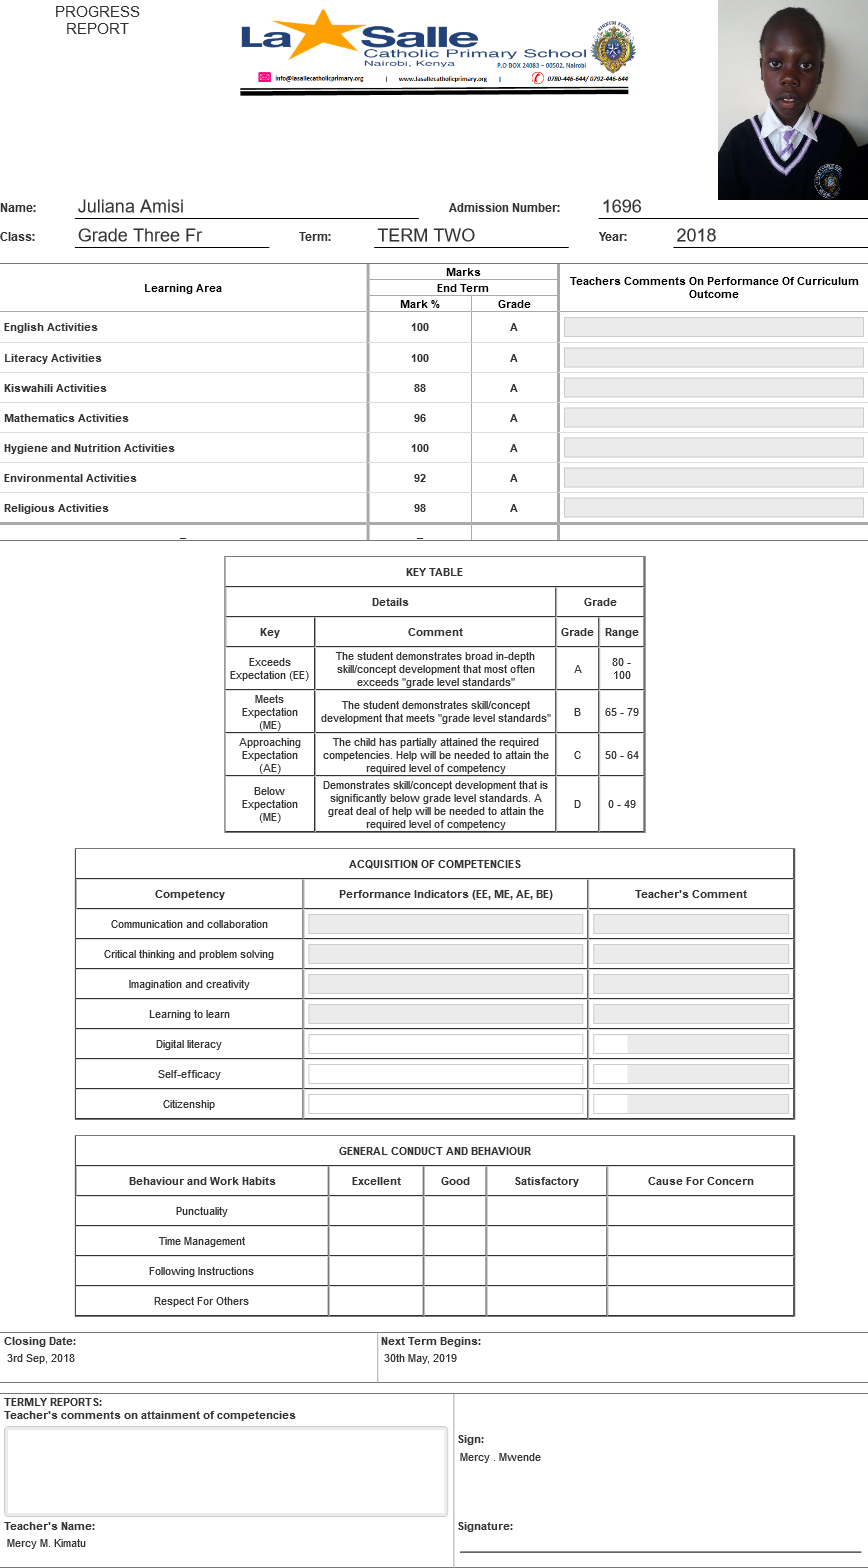 PROGRESS
REPORT
La Salle
Catholic Primary School
Nairobi, Kenya
P.O BOX 24083 – 00502, Nairobi
info@lasallecatholicprimary.org | www.lasallecatholicprimary.org | 0780-446-644/ 0792-446-644
Name: Juliana Amisi Admission Number: 1696
Class: Grade Three Fr Term: TERM TWO Year: 2018
Learning Area Marks Teachers Comments On Performance Of Curriculum Outcome
End Term
Mark % Grade
English Activities 100 A
Literacy Activities 100 A
Kiswahili Activities 88 A
Mathematics Activities 96 A
Hygiene and Nutrition Activities 100 A
Environmental Activities 92 A
Religious Activities 98 A
_ _
KEY TABLE
Details Grade
Key Comment Grade Range
Exceeds
Expectation (EE)
The student demonstrates broad in-depth
skill/concept development that most often
exceeds "grade level standards"
A
80 -
100
Meets
Expectation
(ME)
The student demonstrates skill/concept
development that meets "grade level standards"
B
65 - 79
Approaching
Expectation
(AE)
The child has partially attained the required
competencies. Help will be needed to attain the
required level of competency
C
50 - 64
Below
Expectation
(ME)
Demonstrates skill/concept development that is
significantly below grade level standards. A
great deal of help will be needed to attain the
required level of competency
D
0 - 49
ACQUISITION OF COMPETENCIES
Competency Performance Indicators (EE, ME, AE, BE) Teacher's Comment
Communication and collaboration
Critical thinking and problem solving
Imagination and creativity
Learning to learn
Digital literacy
Self-efficacy
Citizenship
GENERAL CONDUCT AND BEHAVIOUR
Behaviour and Work Habits Excellent Good Satisfactory Cause For Concern
Punctuality
Time Management
Following Instructions
Respect For Others
Closing Date: Next Term Begins:
3rd Sep, 2018 30th May, 2019
TERMLY REPORTS:
Teacher's comments on attainment of competencies
Sign:
Mercy . Mwende
Teacher's Name: Signature:
Mercy M. Kimatu